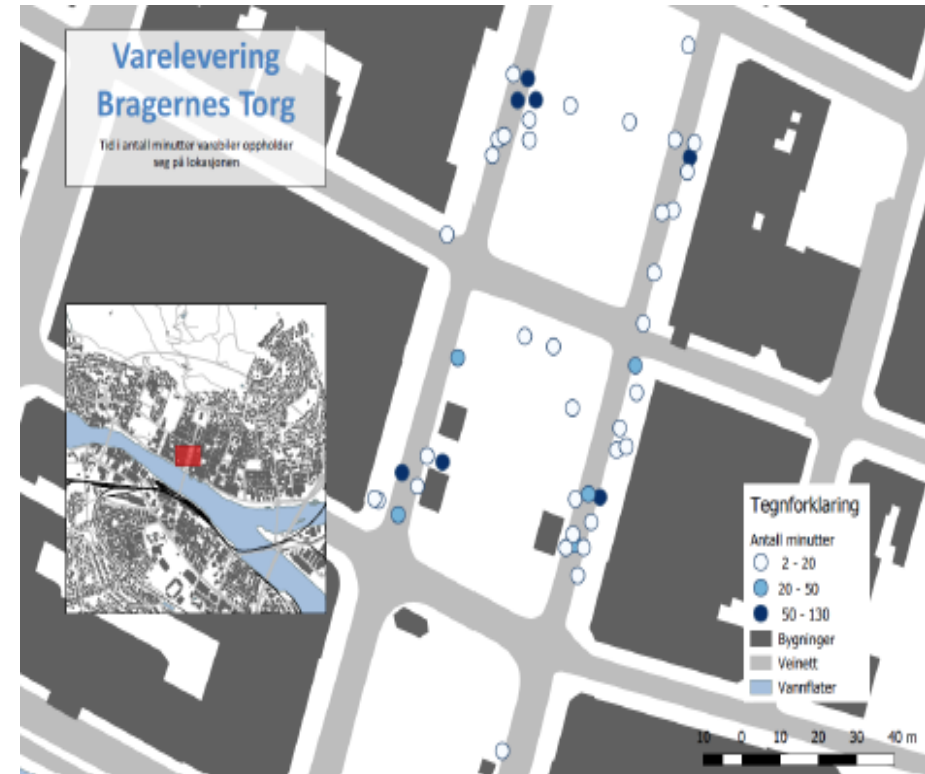 Varelevering
Bragernes Torg
Tid i antall minutter varebiler oppholder
seg på lokasjonen
Tegnforklaring
Antall minutter
2 - 20
20 - 50
50 - 130
Bygninger
Veinett
Vannflater
10 0 10 20 30 40 m